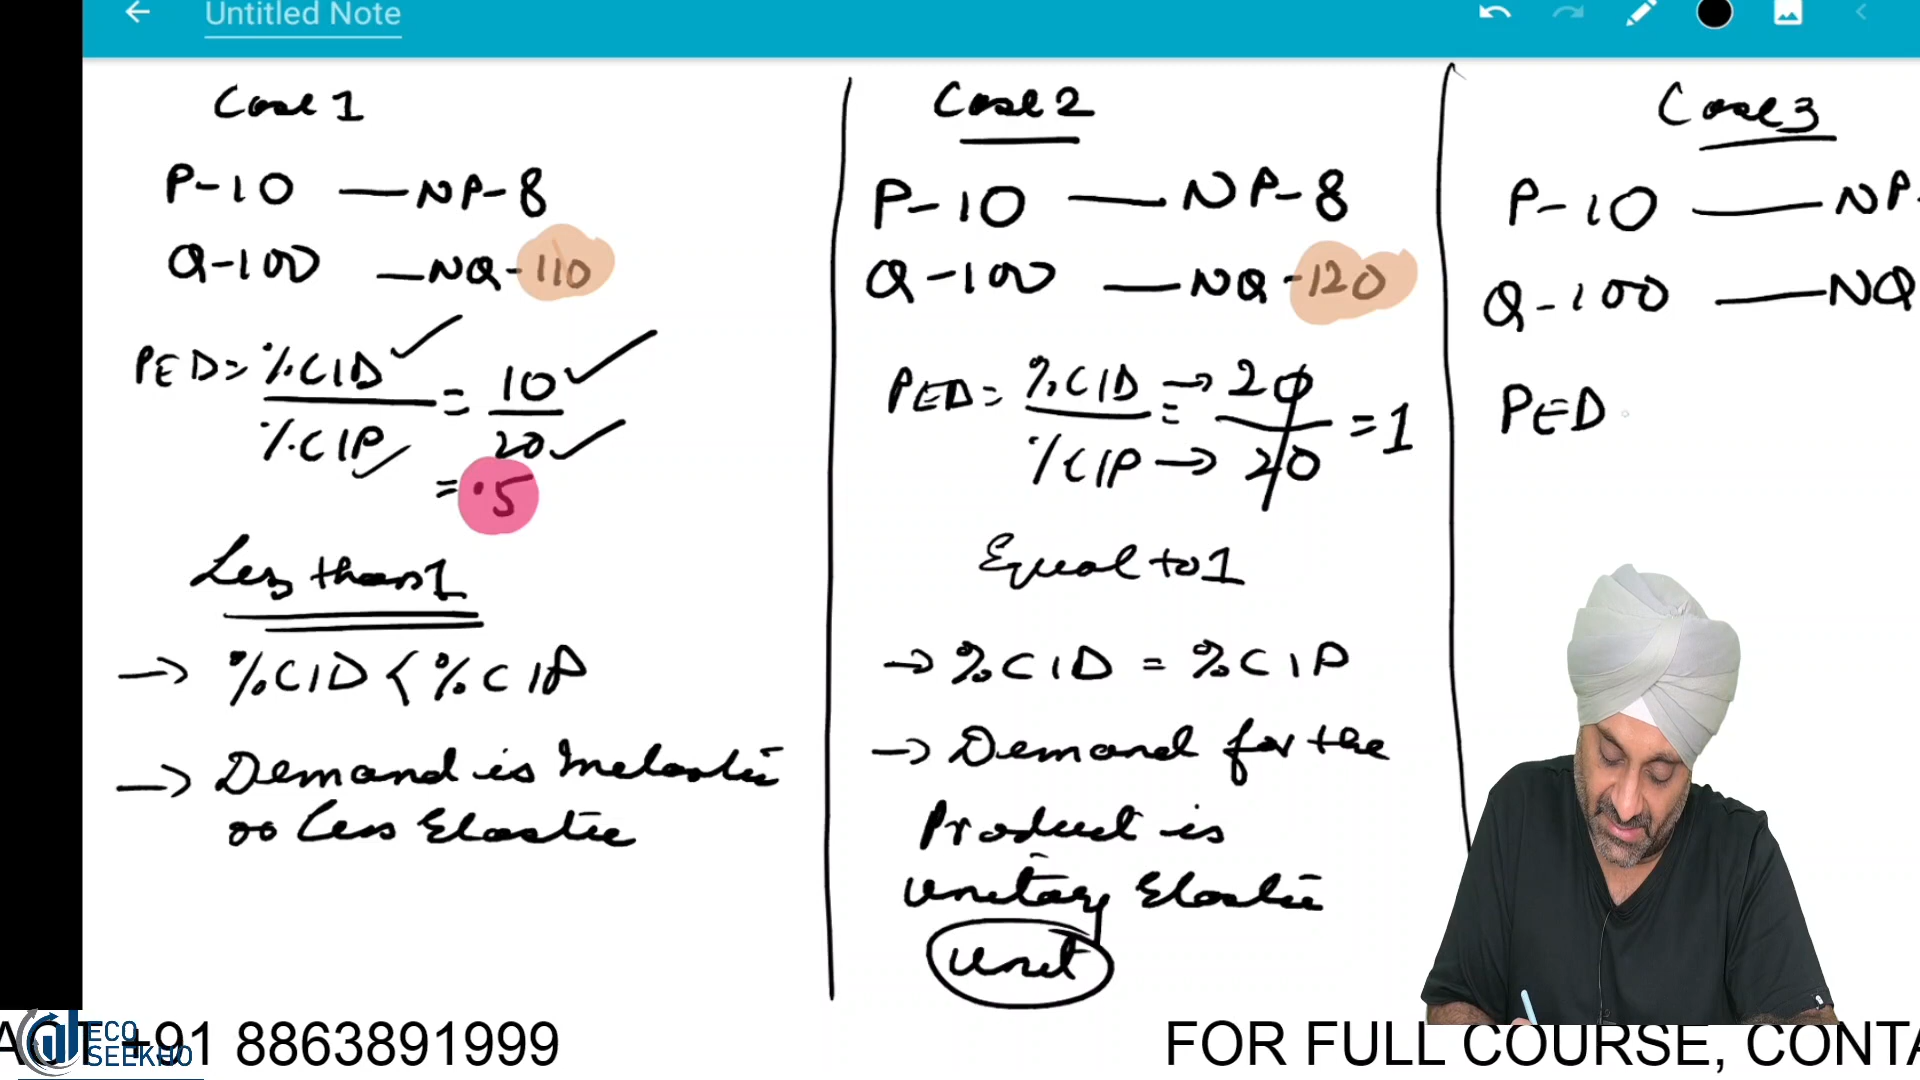 Untitled Note
Case 1
P-10 — NP-8
Q-100 — NQ-110
PED = %CID = 10
%CIP 20
= .5
Less than 1
→ %CID < %CIP
→ Demand is Inelastic
or Less Elastic
Case 2
P-10 — NP-8
Q-100 — NQ-120
PED = %CID → = 20 = 1
%CIP → 20
Equal to 1
→ %CID = %CIP
→ Demand for the
Product is
unitary Elastic
unit
Case 3
P-10 — NP-
Q-100 — NQ
PED
ECO
SEEKHO
ACT +91 8863891999 FOR FULL COURSE, CONTA